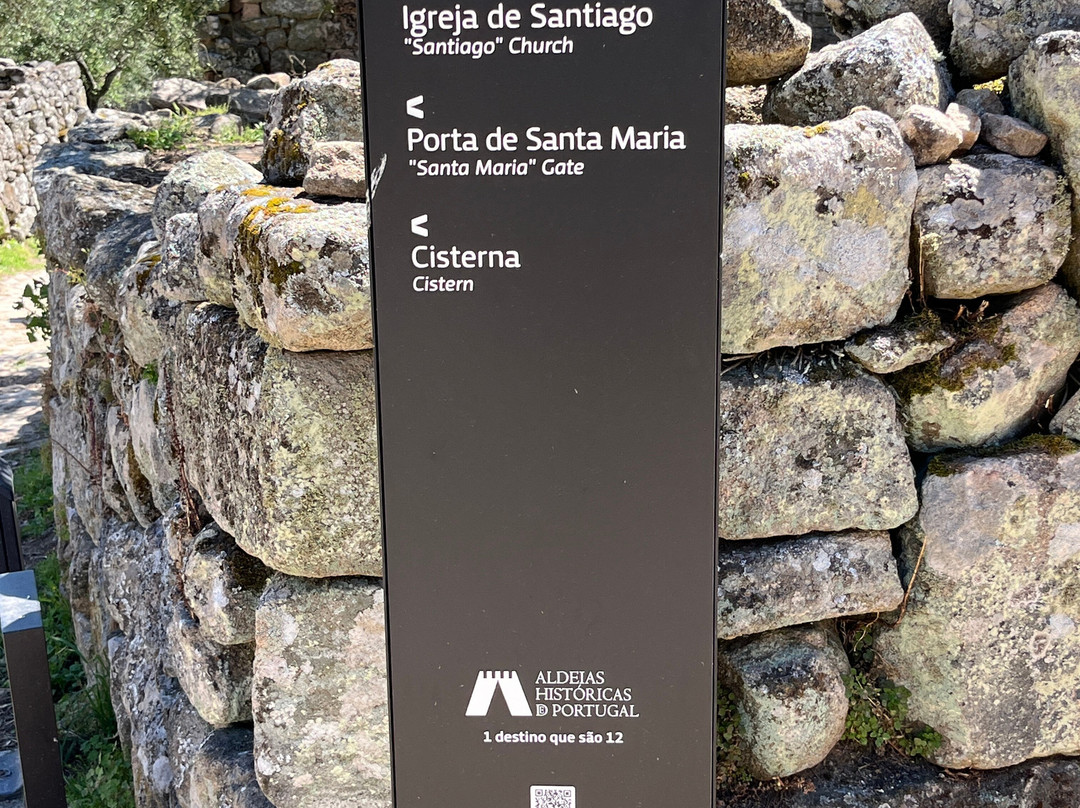 Igreja de Santiago
"Santiago" Church
<
Porta de Santa Maria
"Santa Maria" Gate
<
Cisterna
Cistern
ALDEIAS
HISTÓRICAS
DE PORTUGAL
1 destino que são 12